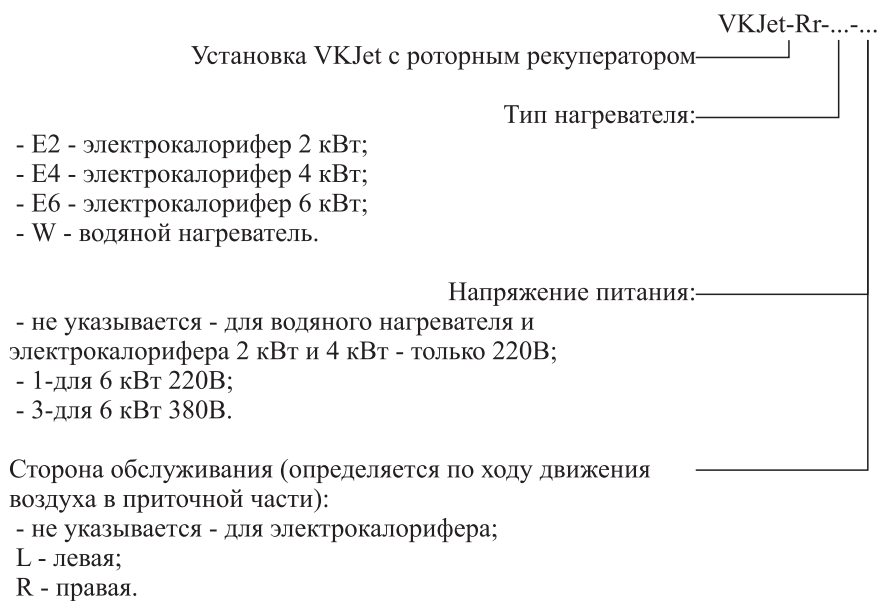 VKJet-Rr-...-...
Установка VKJet с роторным рекуператором
Тип нагревателя:
- E2 - электрокалорифер 2 кВт;
- E4 - электрокалорифер 4 кВт;
- E6 - электрокалорифер 6 кВт;
- W - водяной нагреватель.
Напряжение питания:
- не указывается - для водяного нагревателя и
электрокалорифера 2 кВт и 4 кВт - только 220В;
- 1-для 6 кВт 220В;
- 3-для 6 кВт 380В.
Сторона обслуживания (определяется по ходу движения
воздуха в приточной части):
- не указывается - для электрокалорифера;
L - левая;
R - правая.